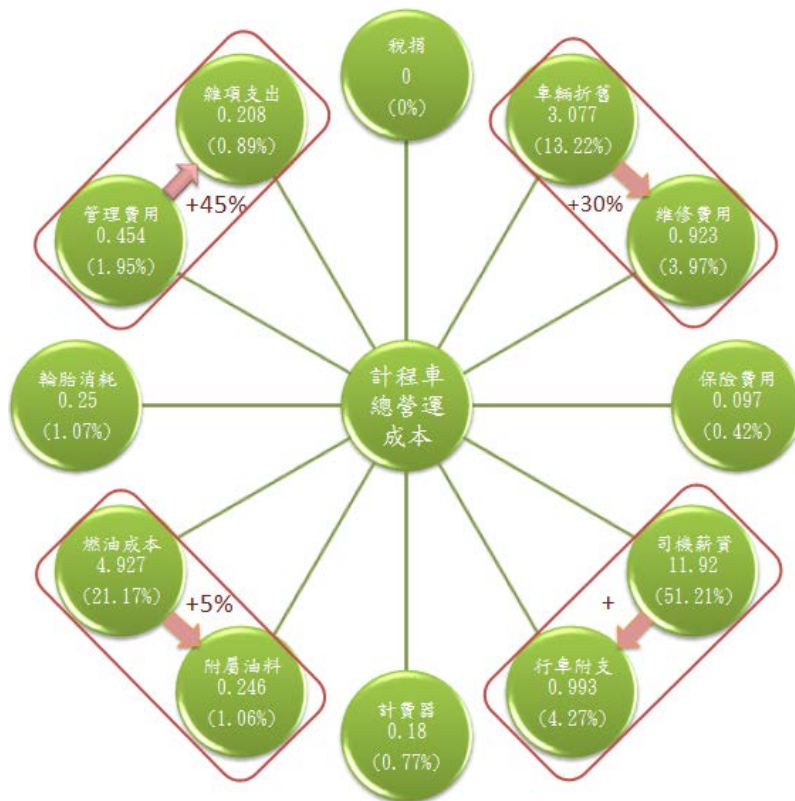 稅捐
0
(0%)
雜項支出
0.208
(0.89%)
車輛折舊
3.077
(13.22%)
管理費用
0.454
(1.95%)
+45%
+30%
維修費用
0.923
(3.97%)
輪胎消耗
0.25
(1.07%)
計程車
總營運
成本
保險費用
0.097
(0.42%)
燃油成本
4.927
(21.17%)
+5%
+
司機薪資
11.92
(51.21%)
附屬油料
0.246
(1.06%)
計費器
0.18
(0.77%)
行車附支
0.993
(4.27%)